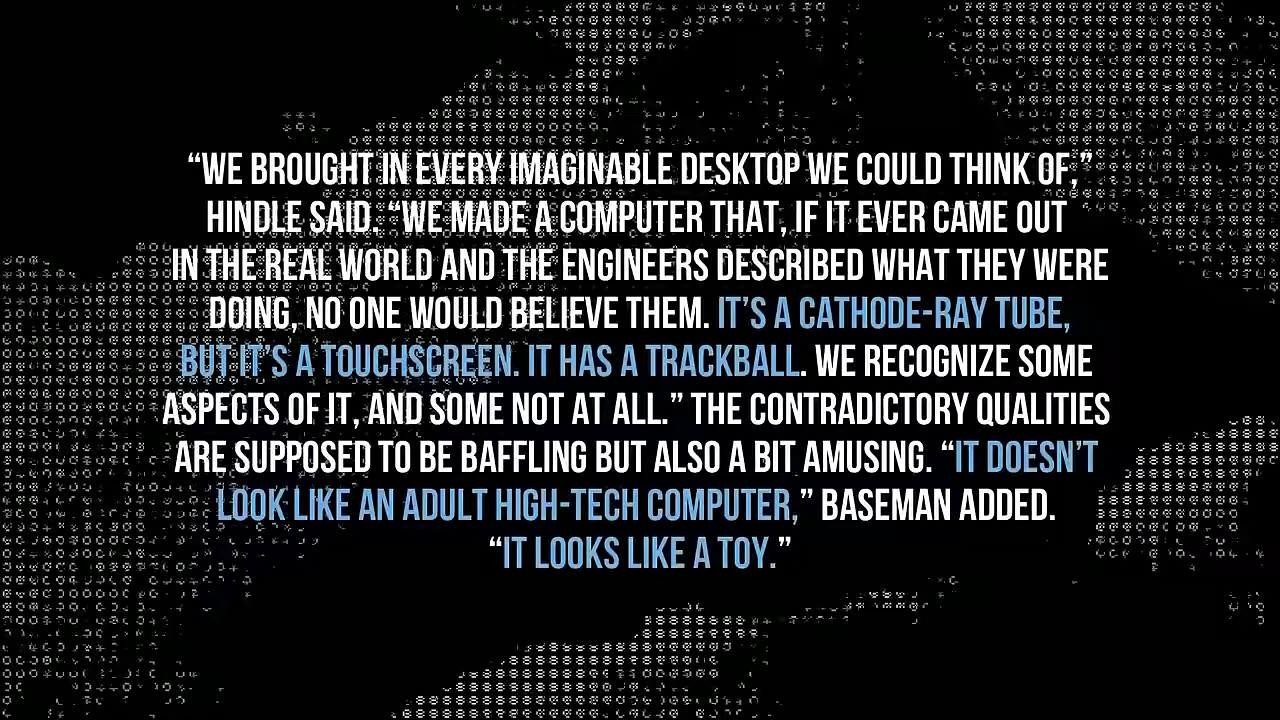 “WE BROUGHT IN EVERY IMAGINABLE DESKTOP WE COULD THINK OF,”
HINDLE SAID. “WE MADE A COMPUTER THAT, IF IT EVER CAME OUT
IN THE REAL WORLD AND THE ENGINEERS DESCRIBED WHAT THEY WERE
DOING, NO ONE WOULD BELIEVE THEM. IT’S A CATHODE-RAY TUBE,
BUT IT’S A TOUCHSCREEN. IT HAS A TRACKBALL. WE RECOGNIZE SOME
ASPECTS OF IT, AND SOME NOT AT ALL.” THE CONTRADICTORY QUALITIES
ARE SUPPOSED TO BE BAFFLING BUT ALSO A BIT AMUSING. “IT DOESN’T
LOOK LIKE AN ADULT HIGH-TECH COMPUTER,” BASEMAN ADDED.
“IT LOOKS LIKE A TOY.”